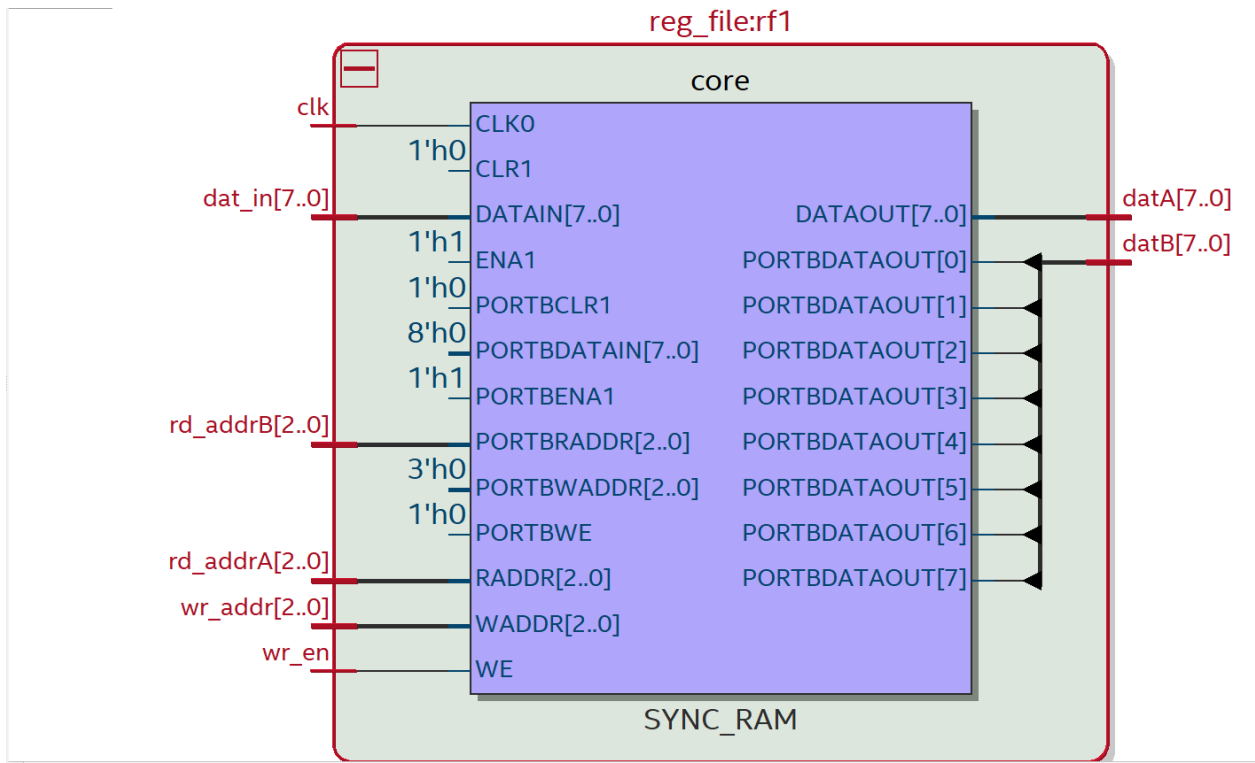 reg_file:rf1
core
clk
CLK0
1'h0
CLR1
dat_in[7..0]
DATAIN[7..0]
DATAOUT[7..0]
datA[7..0]
1'h1
ENA1
PORTBDATAOUT[0]
datB[7..0]
1'h0
PORTBCLR1
PORTBDATAOUT[1]
8'h0
PORTBDATAIN[7..0]
PORTBDATAOUT[2]
1'h1
PORTBENA1
PORTBDATAOUT[3]
rd_addrB[2..0]
PORTBRADDR[2..0]
PORTBDATAOUT[4]
3'h0
PORTBWADDR[2..0]
PORTBDATAOUT[5]
1'h0
PORTBWE
PORTBDATAOUT[6]
rd_addrA[2..0]
RADDR[2..0]
PORTBDATAOUT[7]
wr_addr[2..0]
WADDR[2..0]
wr_en
WE
SYNC_RAM